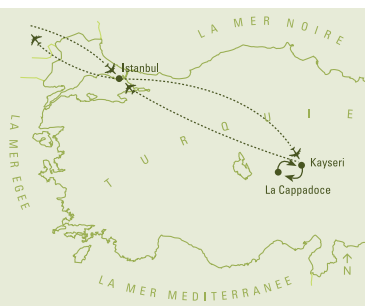 LA MER NOIRE
Istanbul
TURQUIE
LA MER EGEE
Kayseri
La Cappadoce
LA MER MEDITERRANEE
N